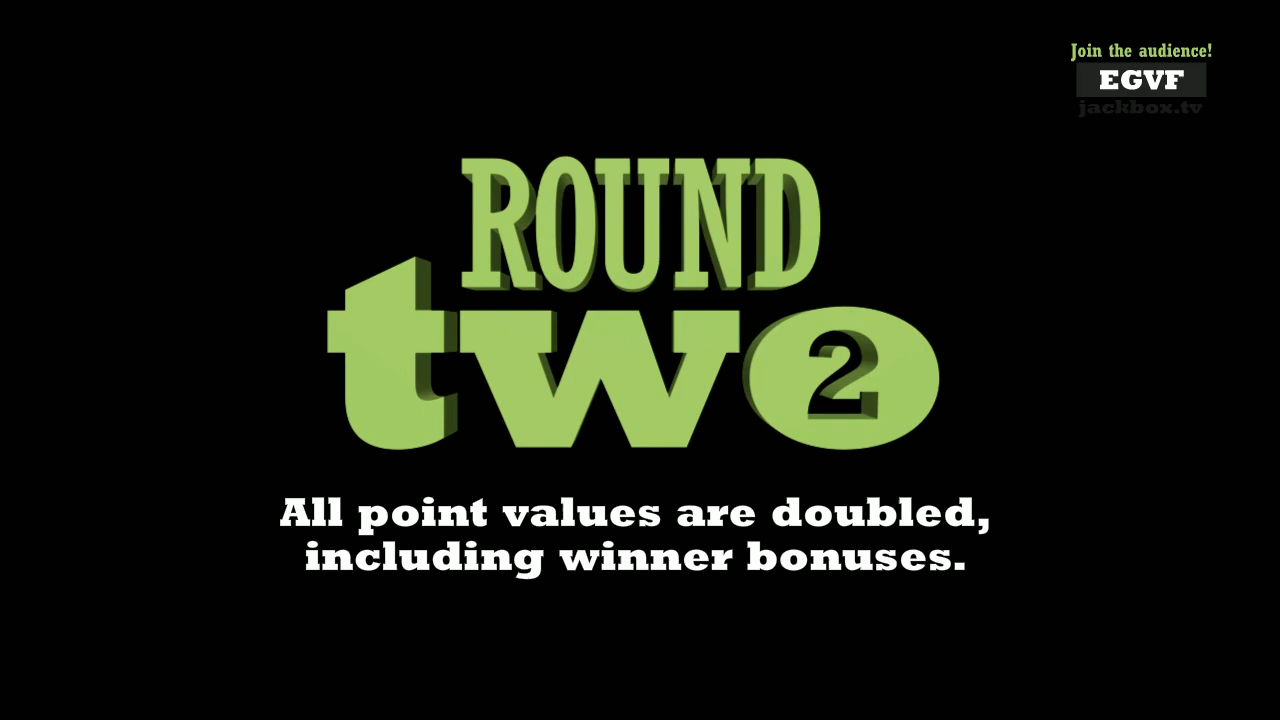 Join the audience!
EGVF
jackbox.tv
ROUND
two
2
All point values are doubled,
including winner bonuses.